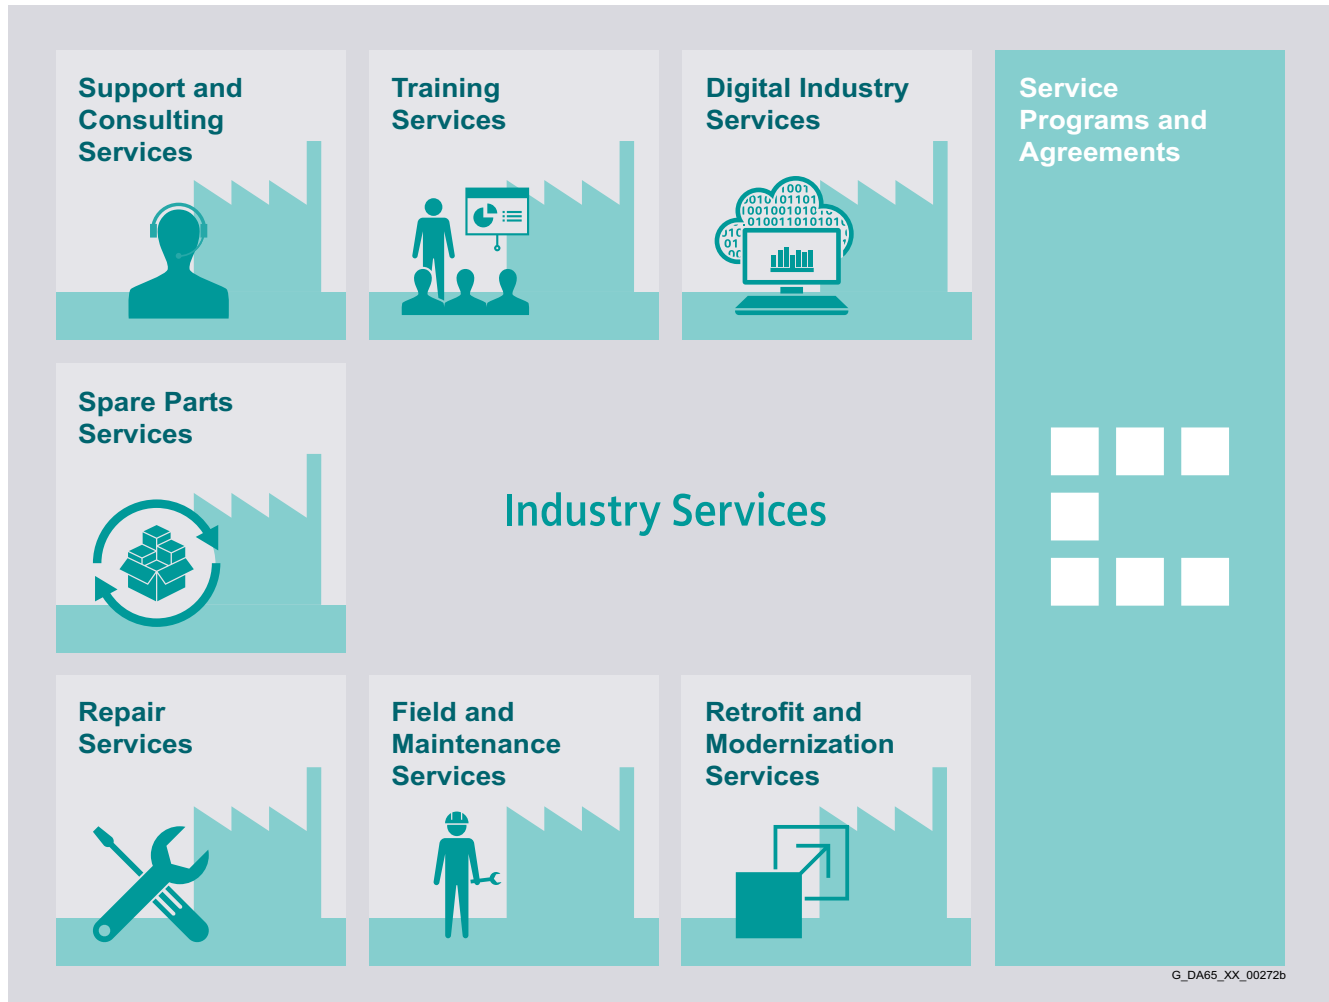 Support and
Consulting
Services
Training
Services
Digital Industry
Services
Service
Programs and
Agreements
Spare Parts
Services
Industry Services
Repair
Services
Field and
Maintenance
Services
Retrofit and
Modernization
Services
G_DA65_XX_00272b